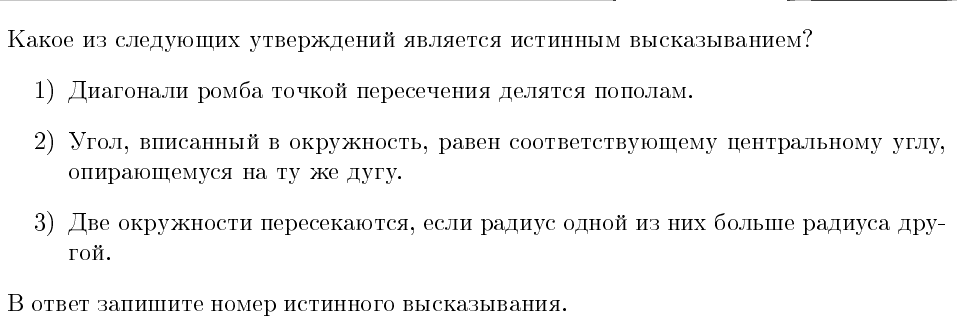 Какое из следующих утверждений является истинным высказыванием?
1) Диагонали ромба точкой пересечения делятся пополам.
2) Угол, вписанный в окружность, равен соответствующему центральному углу,
опирающемуся на ту же дугу.
3) Две окружности пересекаются, если радиус одной из них больше радиуса дру-
гой.
В ответ запишите номер истинного высказывания.